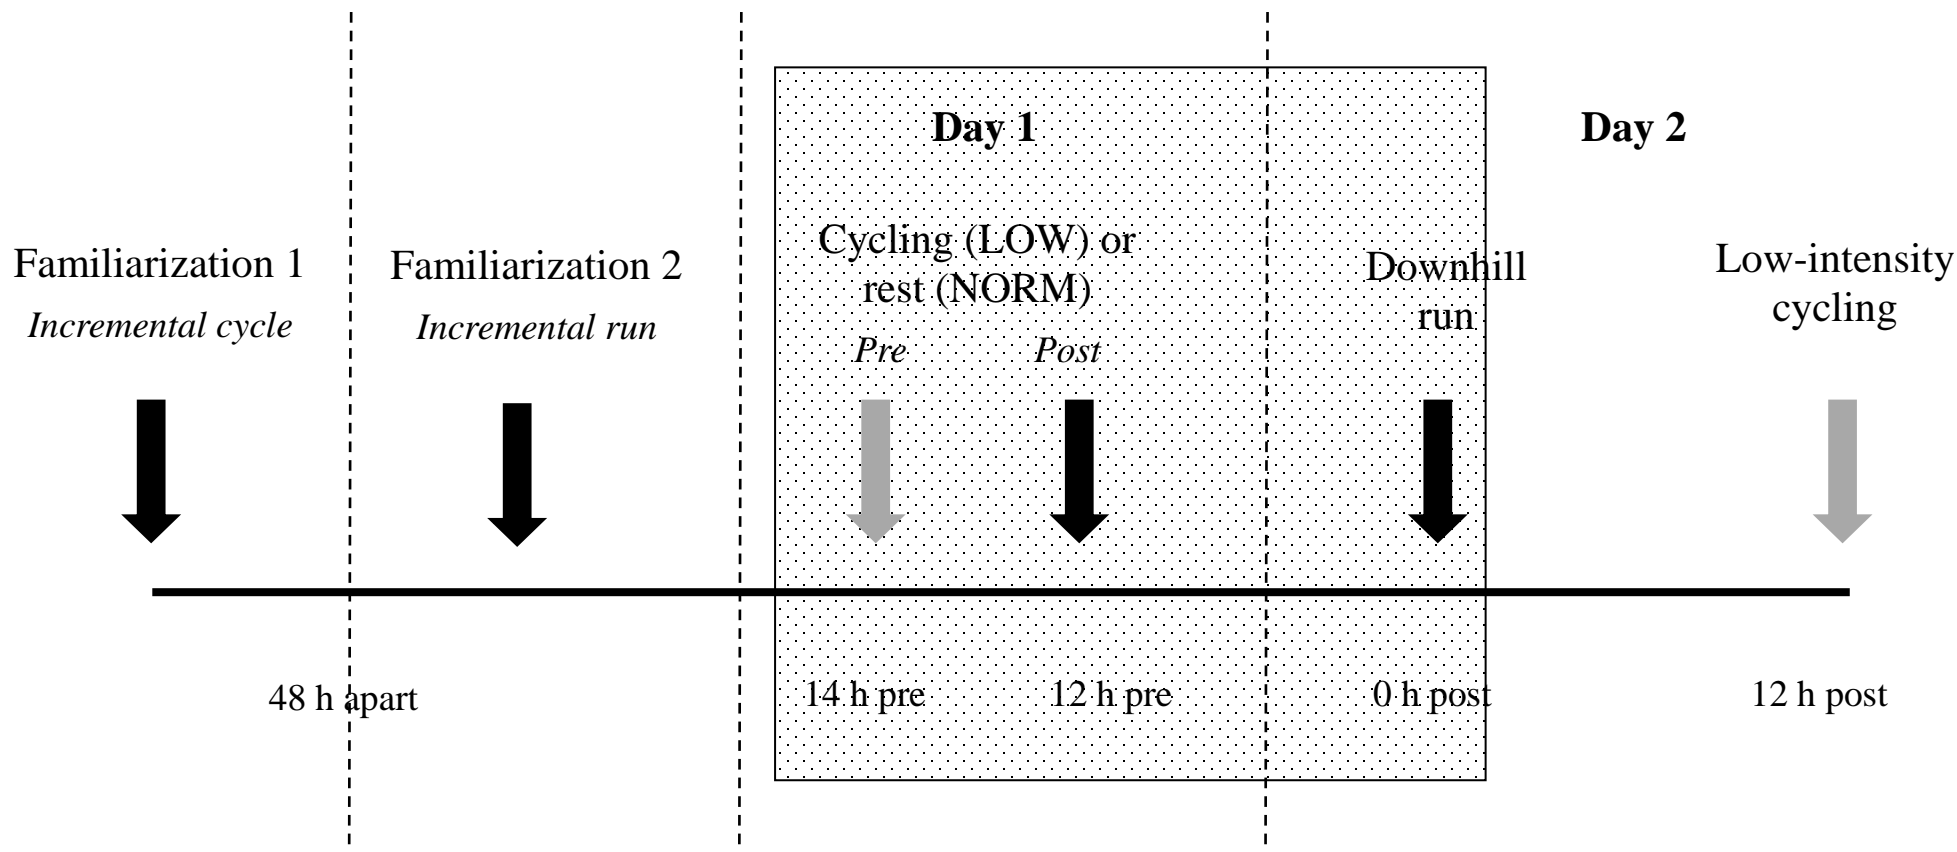 Day 1
Day 2
Familiarization 1
Incremental cycle
Familiarization 2
Incremental run
Cycling (LOW) or
rest (NORM)
Pre
Post
Downhill
run
Low-intensity
cycling
48 h apart
14 h pre
12 h pre
0 h post
12 h post